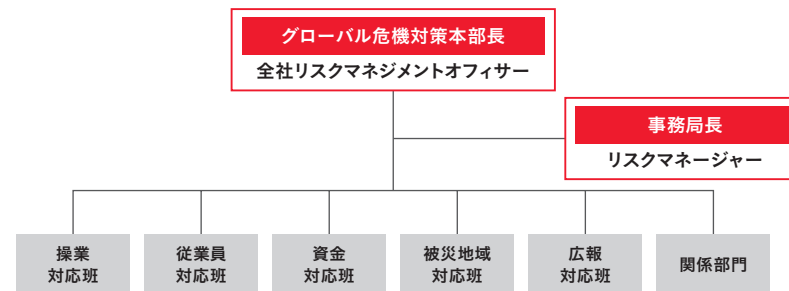 グローバル危機対策本部長
全社リスクマネジメントオフィサー
事務局長
リスクマネージャー
操業
対応班
従業員
対応班
資金
対応班
被災地域
対応班
広報
対応班
関係部門